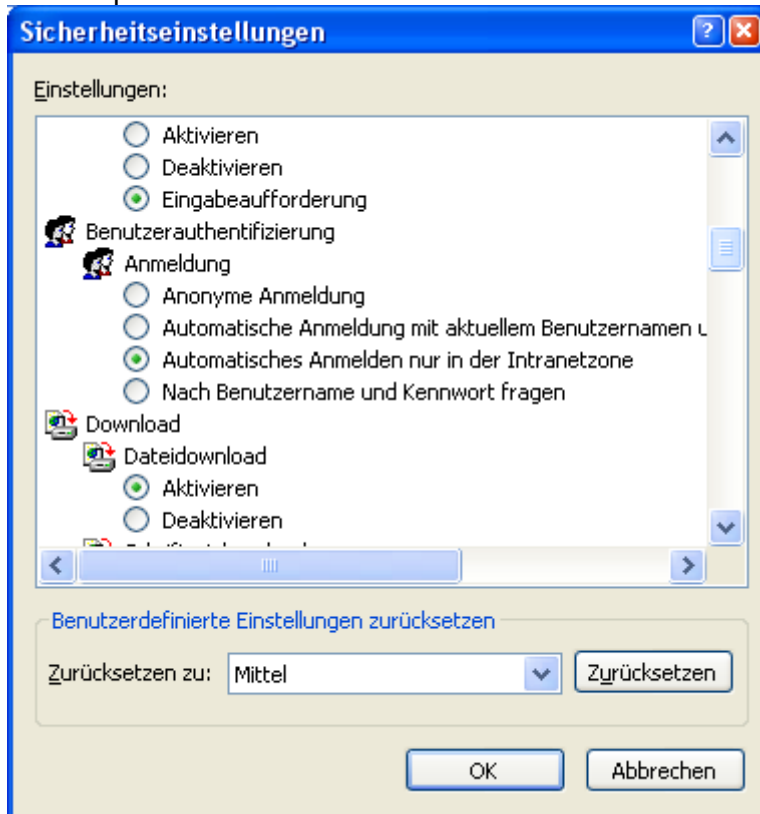 Sicherheitseinstellungen
Einstellungen:
Aktivieren
Deaktivieren
Eingabeaufforderung
Benutzerauthentifizierung
Anmeldung
Anonyme Anmeldung
Automatische Anmeldung mit aktuellem Benutzernamen u
Automatisches Anmelden nur in der Intranetzone
Nach Benutzername und Kennwort fragen
Download
Dateidownload
Aktivieren
Deaktivieren
Benutzerdefinierte Einstellungen zurücksetzen
Zurücksetzen zu: Mittel Zurücksetzen
OK Abbrechen